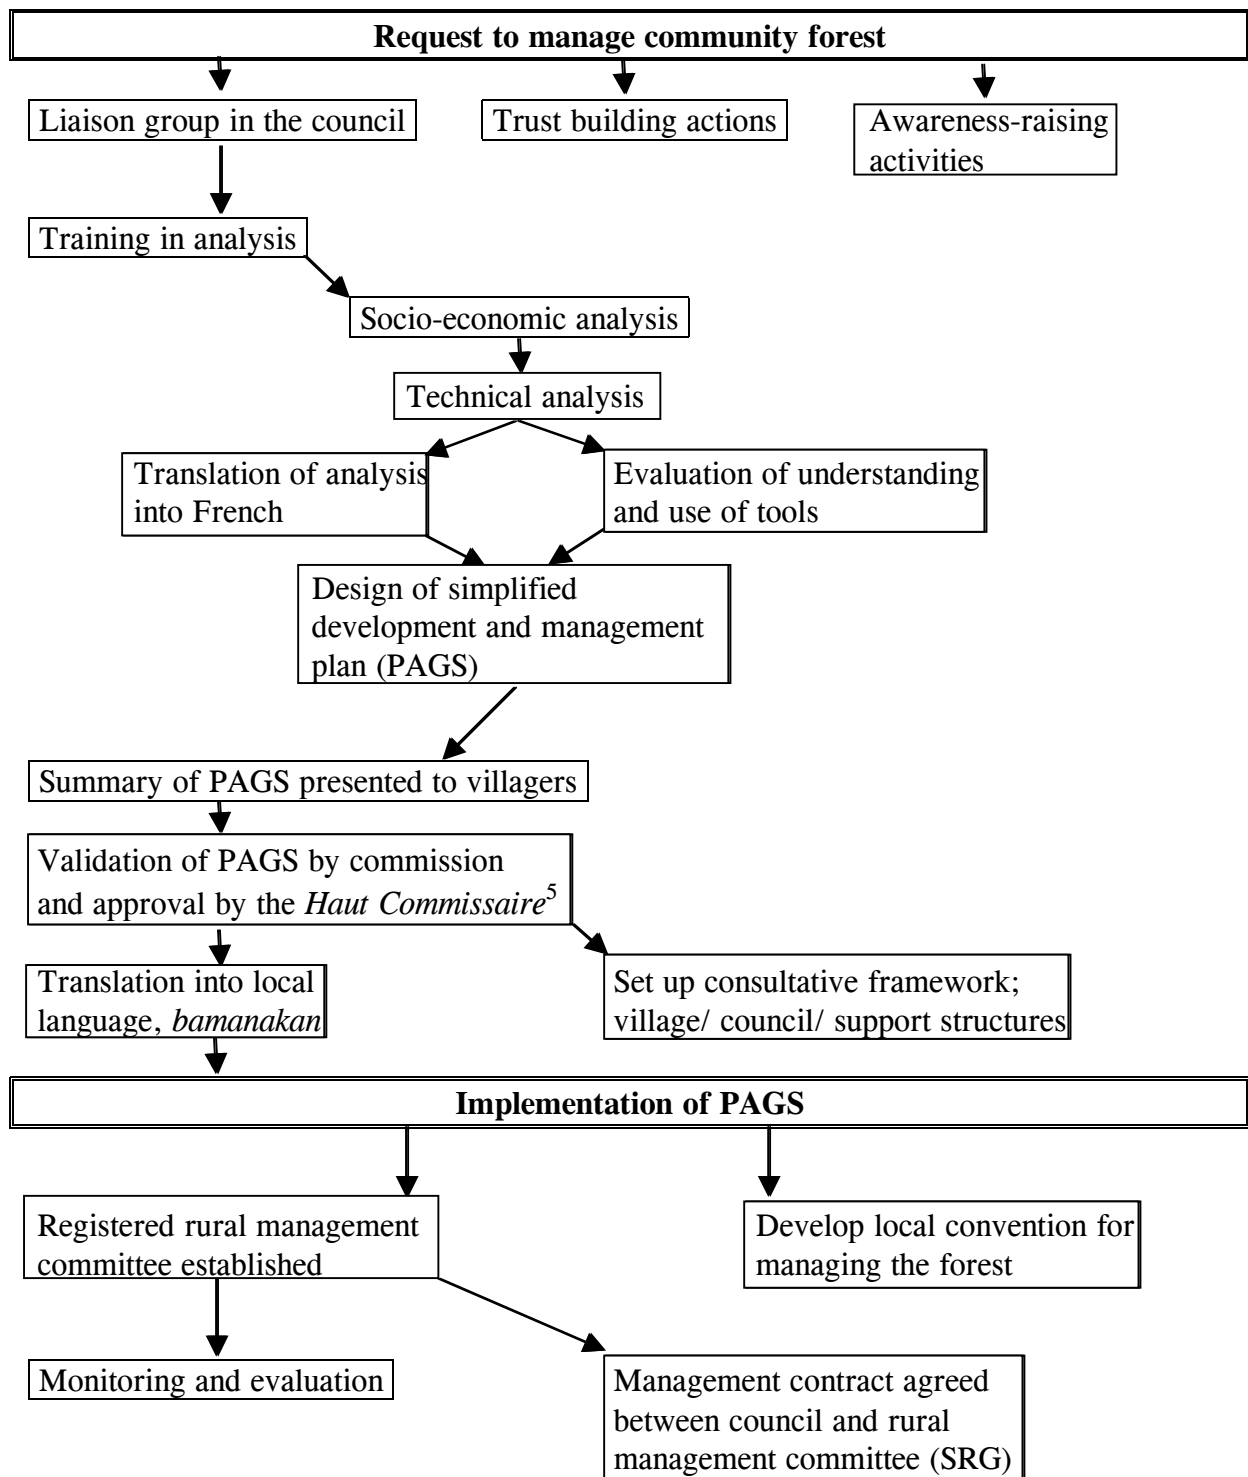 Request to manage community forest
Liaison group in the council
Trust building actions
Awareness-raising
activities
Training in analysis
Socio-economic analysis
Technical analysis
Translation of analysis
into French
Evaluation of understanding
and use of tools
Design of simplified
development and management
plan (PAGS)
Summary of PAGS presented to villagers
Validation of PAGS by commission
and approval by the Haut Commissaire⁵
Translation into local
language, bamanakan
Set up consultative framework;
village/ council/ support structures
Implementation of PAGS
Registered rural management
committee established
Develop local convention for
managing the forest
Monitoring and evaluation
Management contract agreed
between council and rural
management committee (SRG)